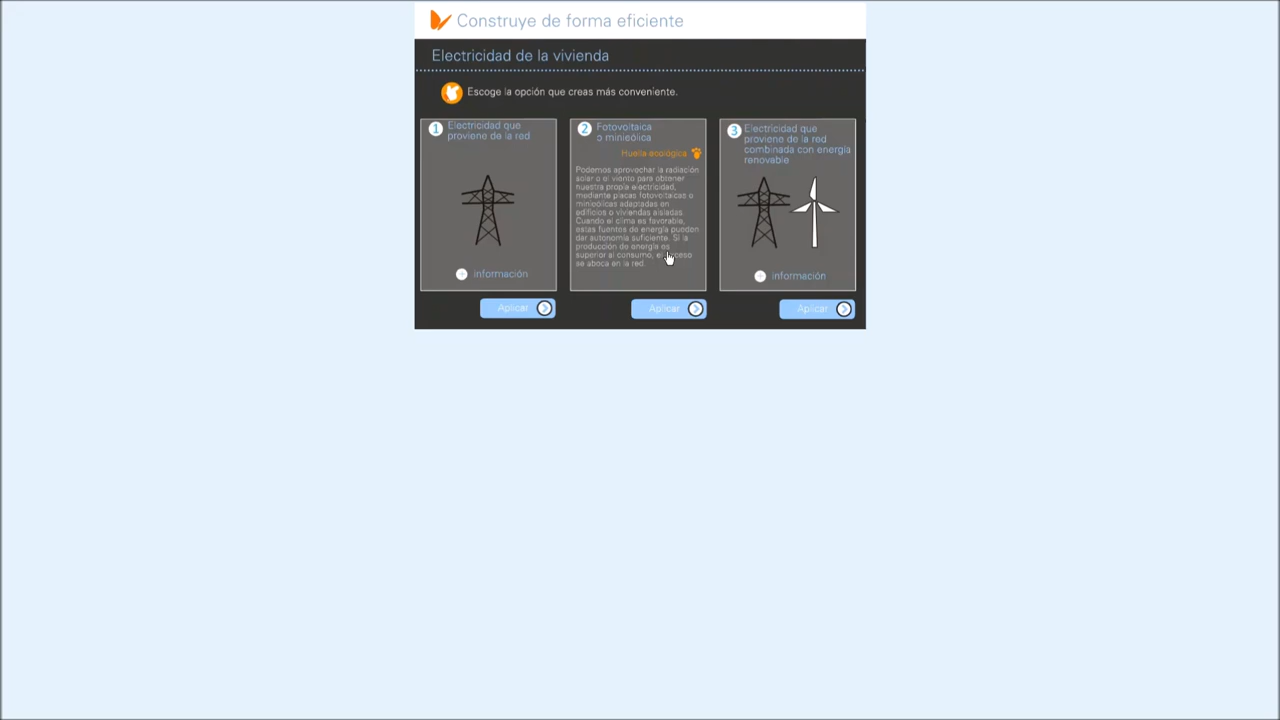 Construye de forma eficiente
Electricidad de la vivienda
Escoge la opción que creas más conveniente.
1 Electricidad que
proviene de la red
+ información
Aplicar
2 Fotovoltaica
o minieólica
Huella ecológica
Podemos aprovechar la radiación
solar o el viento para obtener
nuestra propia electricidad,
mediante placas fotovoltaicas o
minieólicas adaptadas en
edificios o viviendas aisladas.
Cuando el clima es favorable,
estas fuentes de energía pueden
dar autonomía suficiente. Si la
producción de energía es
superior al consumo, el exceso
se aboca en la red.
Aplicar
3 Electricidad que
proviene de la red
combinada con energía
renovable
+ información
Aplicar